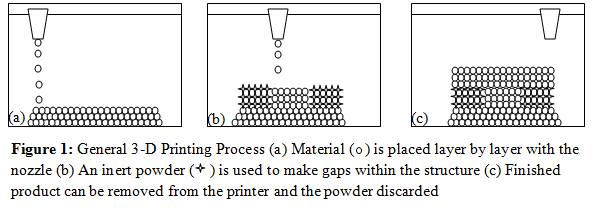 (a) (b) (c)
Figure 1: General 3-D Printing Process (a) Material (o) is placed layer by layer with the
nozzle (b) An inert powder (✦) is used to make gaps within the structure (c) Finished
product can be removed from the printer and the powder discarded